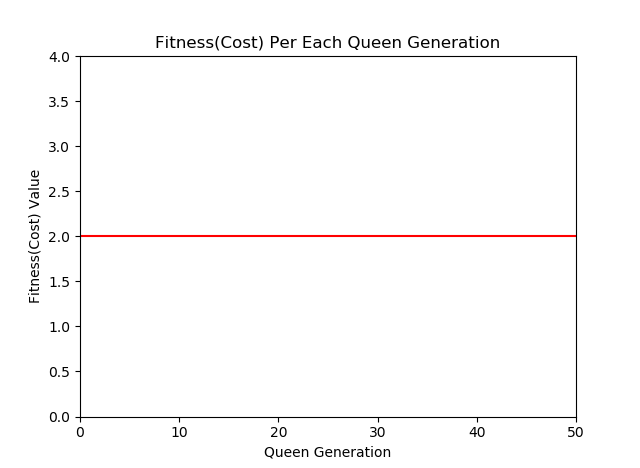 Fitness(Cost) Per Each Queen Generation
4.0
3.5
3.0
2.5
2.0
1.5
1.0
0.5
0.0
Fitness(Cost) Value
0 10 20 30 40 50
Queen Generation